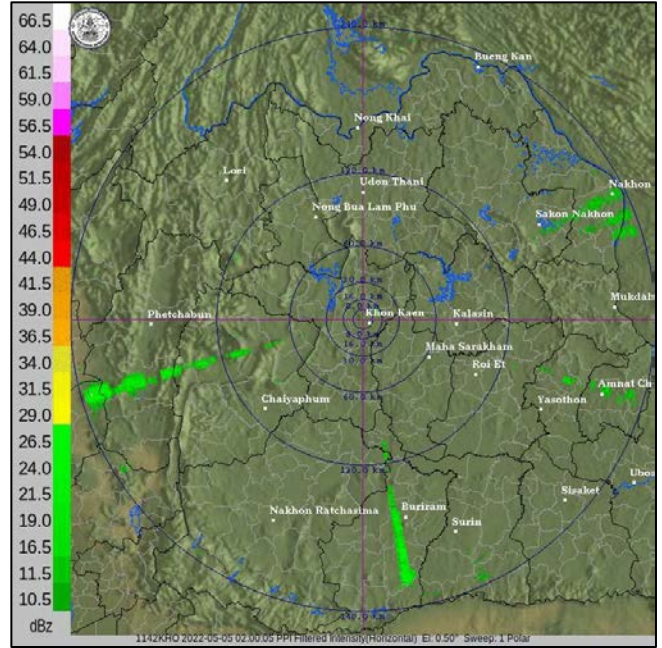 66.5
64.0
61.5
59.0
56.5
54.0
51.5
49.0
46.5
44.0
41.5
39.0
36.5
34.0
31.5
29.0
26.5
24.0
21.5
19.0
16.5
11.5
10.5
dBz
Bueng Kan
Nong Khai
Loei
Udon Thani
Nakhon
Nong Bua Lam Phu
Sakon Nakhon
Mukdah
Phetchabun
Khon Kaen
Kalasin
Maha Sarakham
Roi Et
Amnat Ch
Chaiyaphum
Yasothon
Ubon
Sisaket
Nakhon Ratchasima
Buriram
Surin
1142KHO 2022-05-05 02:00:05 PPI Filtered Intensity(Horizontal) El: 0.50° Sweep: 1 Polar